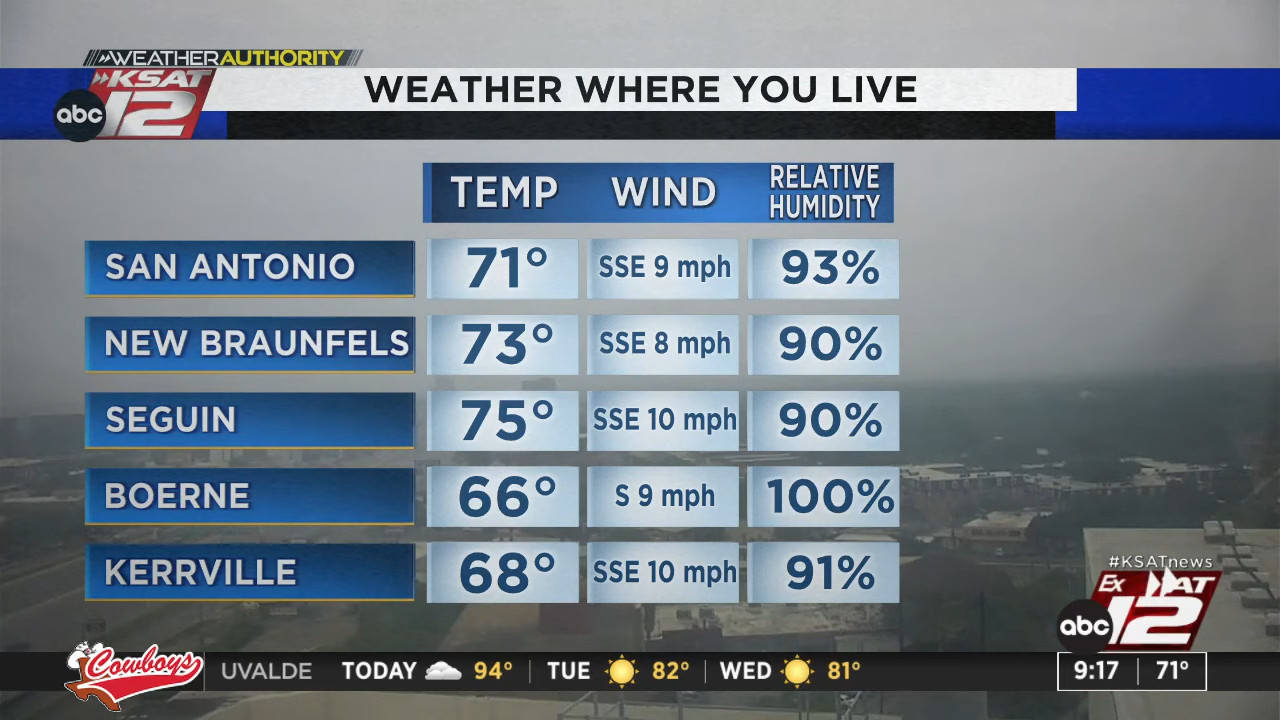 WEATHERAUTHORITY
KSAT
abc 12
WEATHER WHERE YOU LIVE
TEMP WIND RELATIVE HUMIDITY
SAN ANTONIO 71° SSE 9 mph 93%
NEW BRAUNFELS 73° SSE 8 mph 90%
SEGUIN 75° SSE 10 mph 90%
BOERNE 66° S 9 mph 100%
KERRVILLE 68° SSE 10 mph 91%
#KSATnews
abc 12
Cowboys UVALDE TODAY 94° TUE 82° WED 81° 9:17 71°